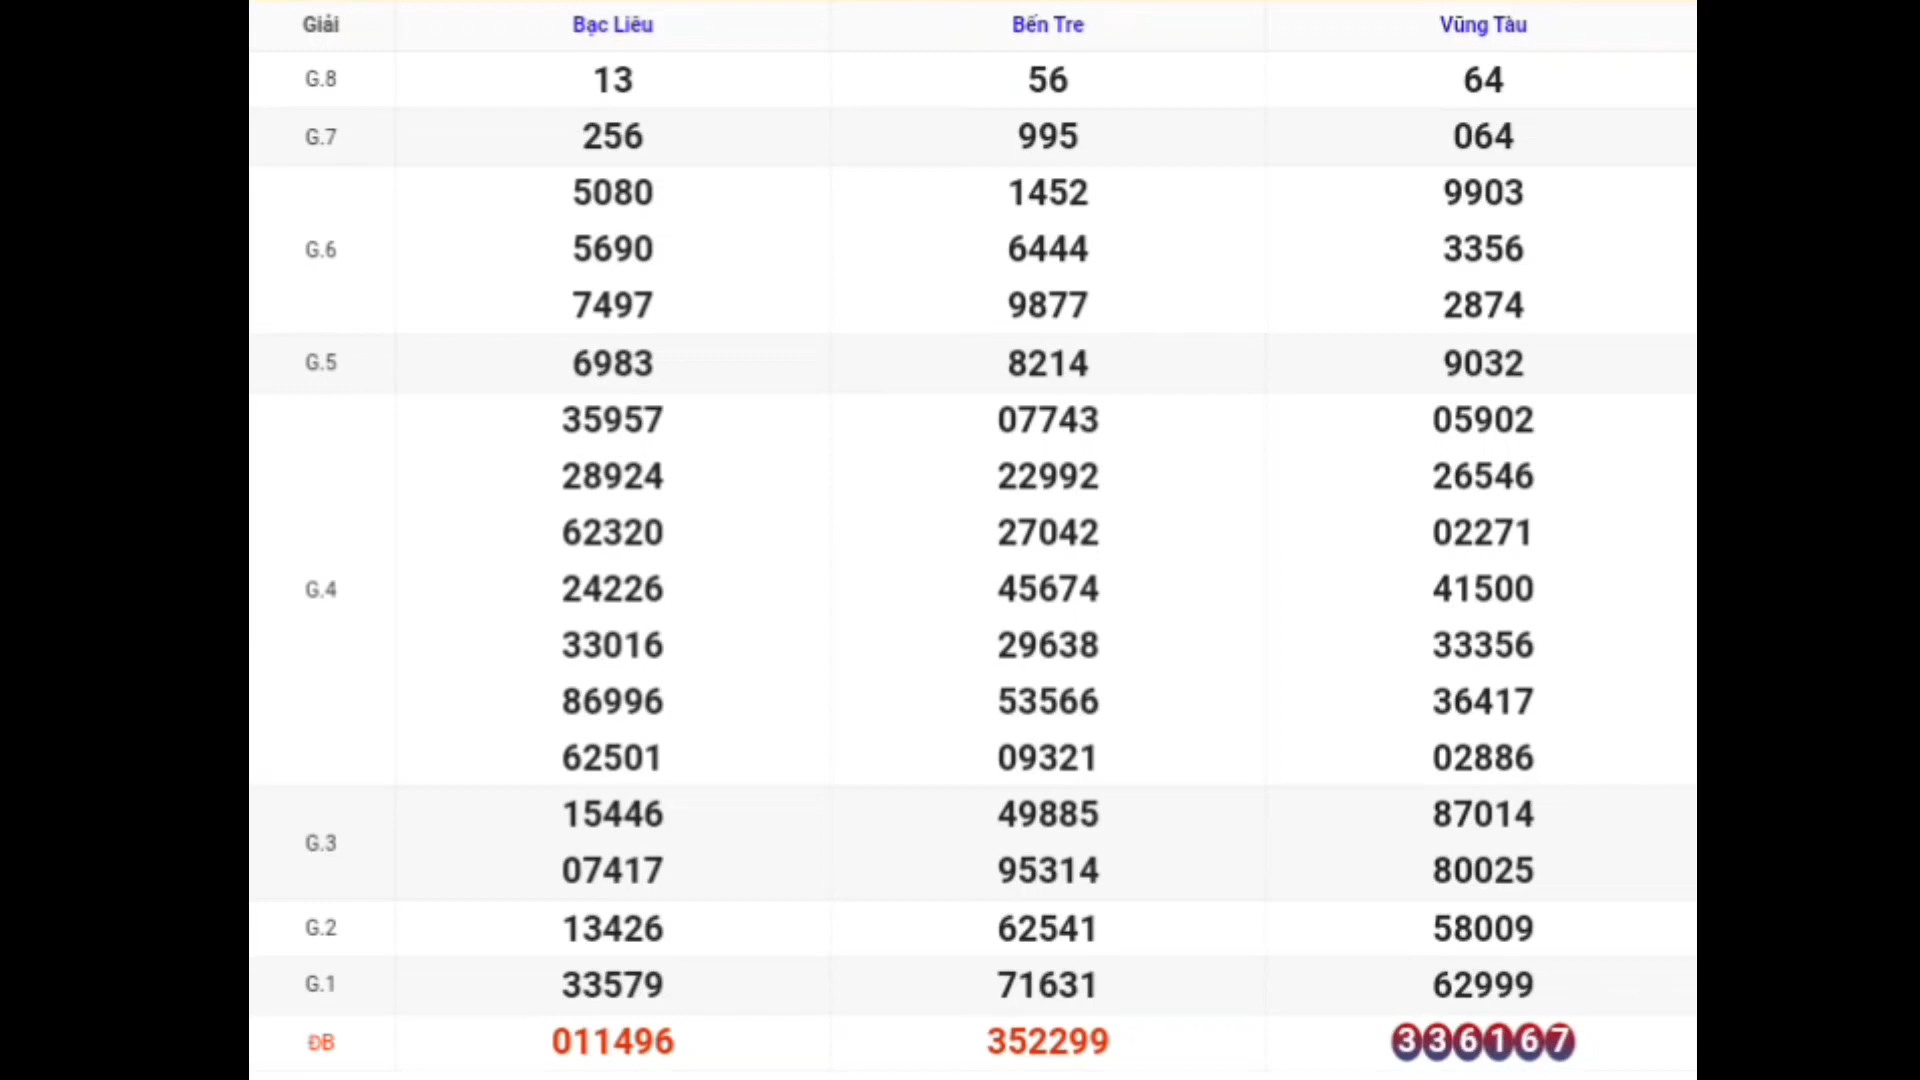 Giải Bạc Liêu Bến Tre Vũng Tàu
G.8 13 56 64
G.7 256 995 064
5080 1452 9903
G.6 5690 6444 3356
7497 9877 2874
G.5 6983 8214 9032
35957 07743 05902
28924 22992 26546
62320 27042 02271
G.4 24226 45674 41500
33016 29638 33356
86996 53566 36417
62501 09321 02886
15446 49885 87014
G.3
07417 95314 80025
G.2 13426 62541 58009
G.1 33579 71631 62999
ĐB 011496 352299 336167